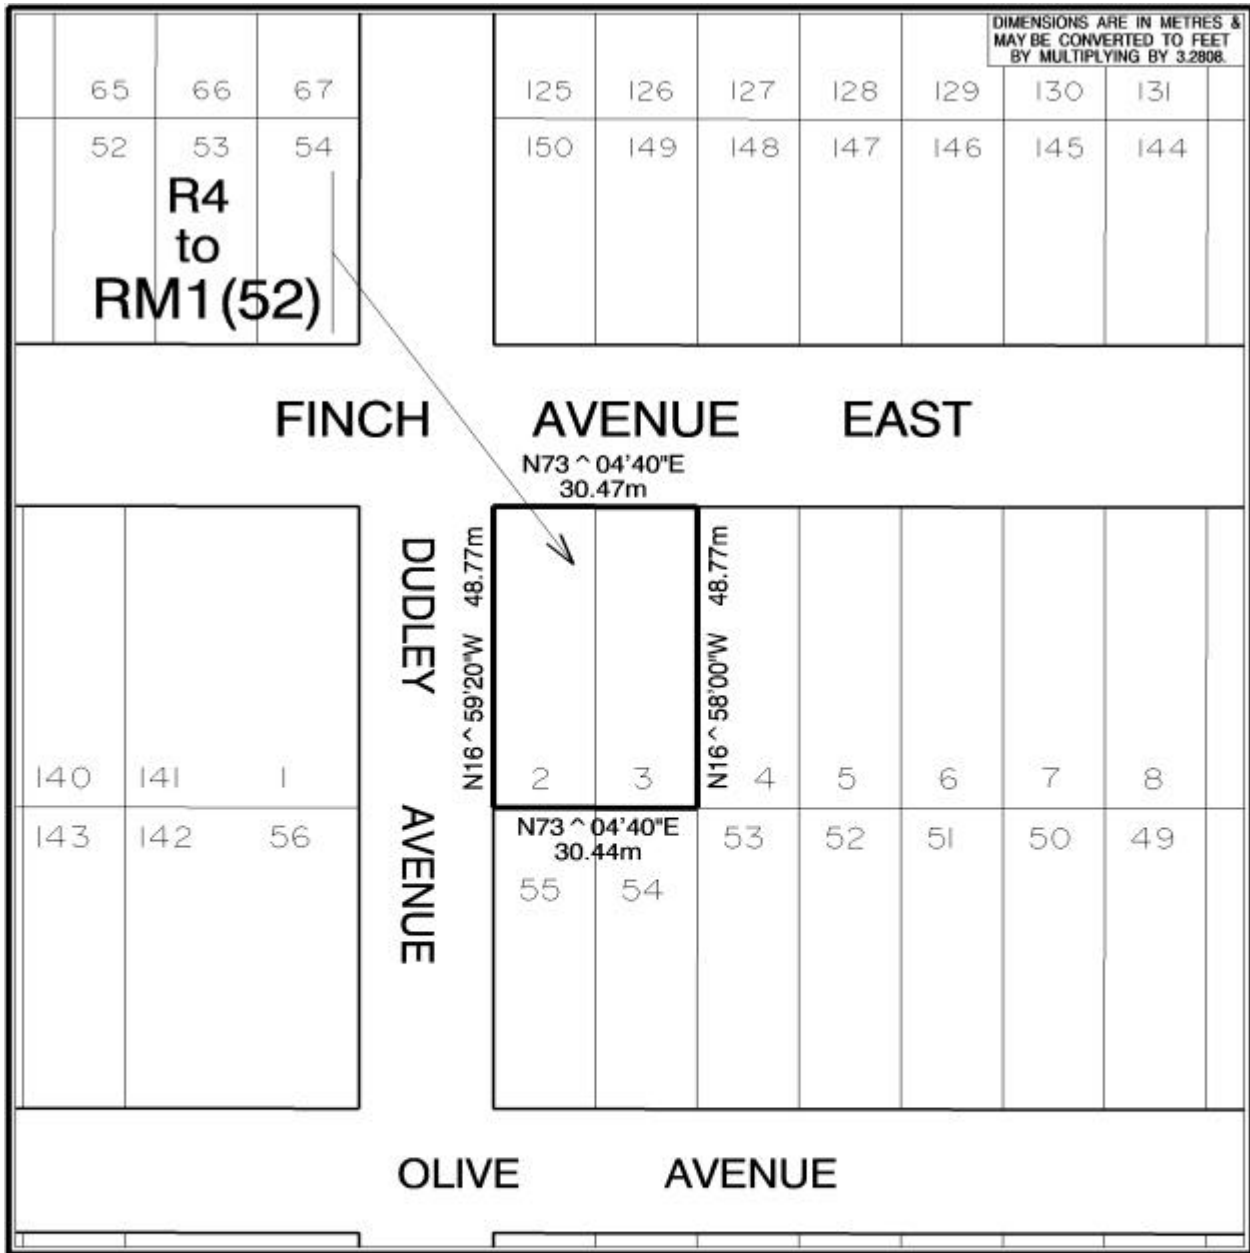 DIMENSIONS ARE IN METRES &
MAY BE CONVERTED TO FEET
BY MULTIPLYING BY 3.2808.
65 66 67 125 126 127 128 129 130 131
52 53 54 150 149 148 147 146 145 144
R4
to
RM1(52)
FINCH AVENUE EAST
N73^04'40"E
30.47m
DUDLEY AVENUE
N16^59'20"W 48.77m
N16^58'00"W 48.77m
140 141 1 2 3 4 5 6 7 8
143 142 56 53 52 51 50 49
N73^04'40"E
30.44m
55 54
OLIVE AVENUE